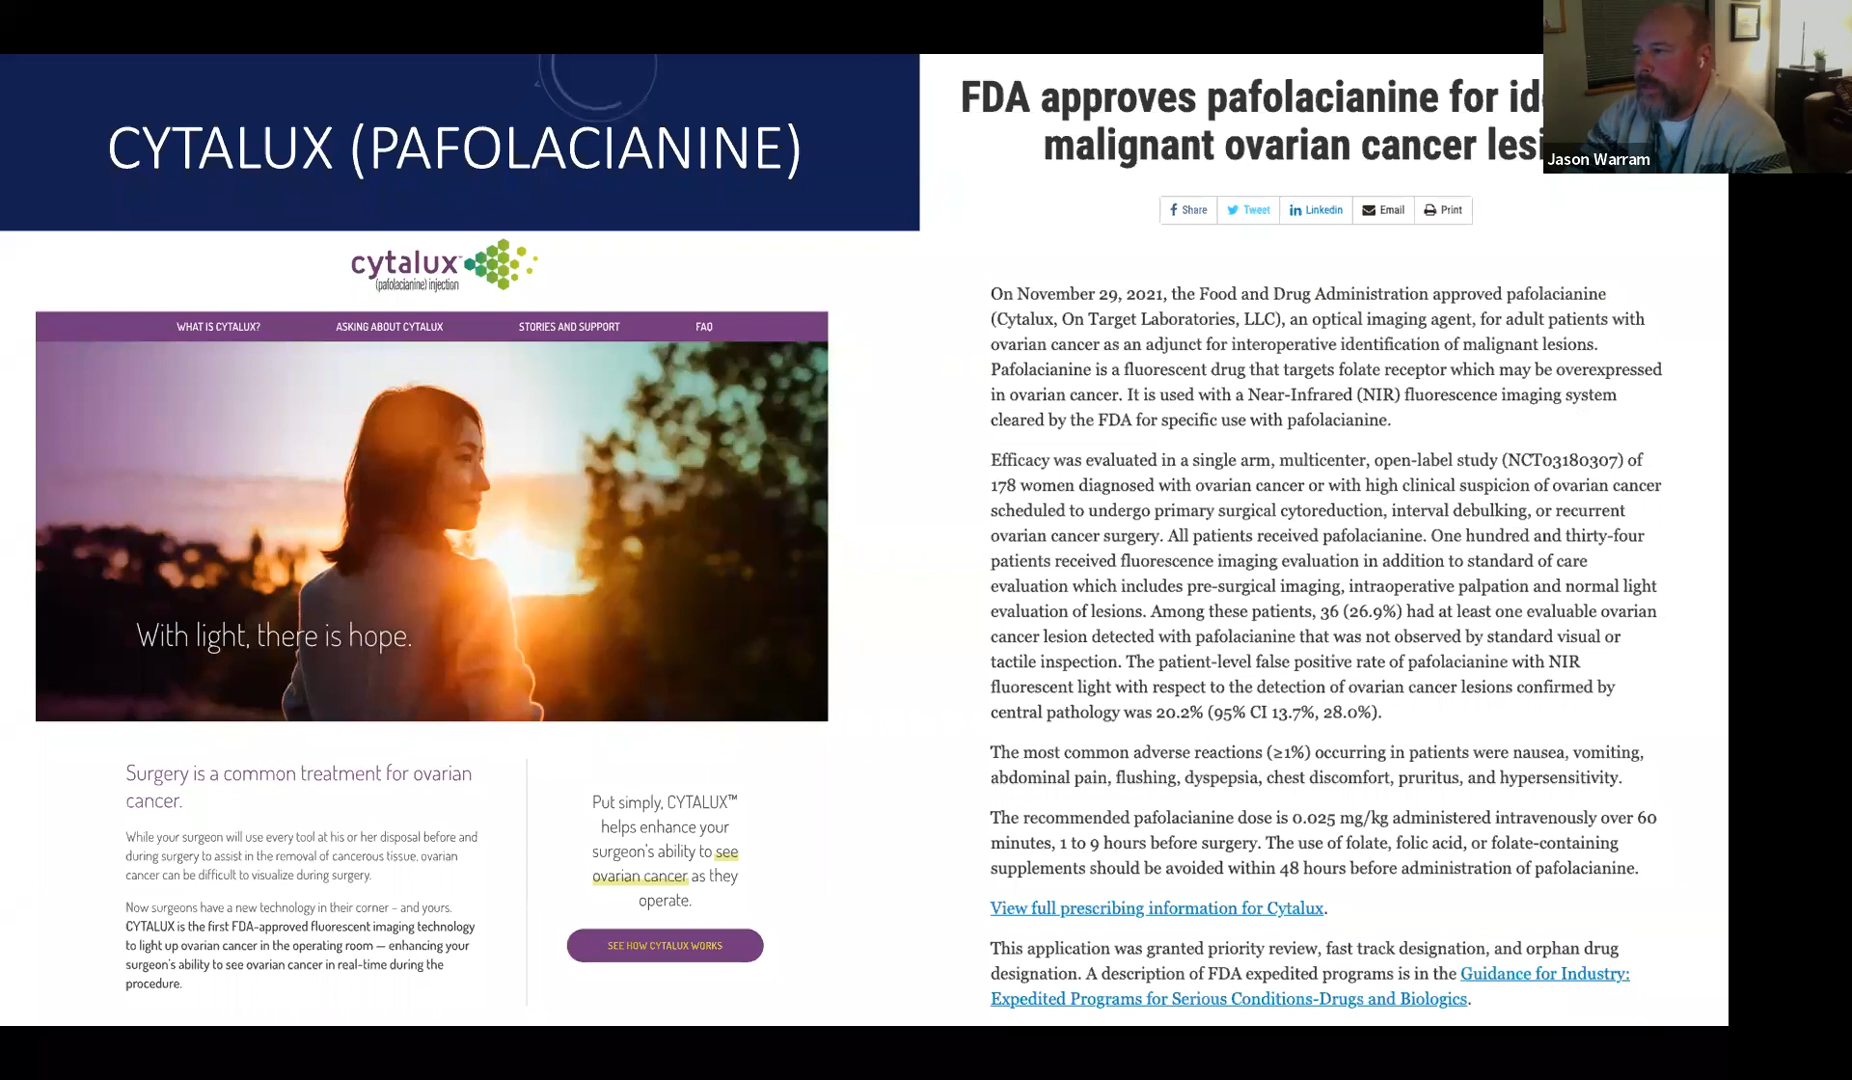 CYTALUX (PAFOLACIANINE)
cytalux™
(pafolacianine) injection
WHAT IS CYTALUX?
ASKING ABOUT CYTALUX
STORIES AND SUPPORT
FAQ
With light, there is hope.
Surgery is a common treatment for ovarian
cancer.
While your surgeon will use every tool at his or her disposal before and
during surgery to assist in the removal of cancerous tissue, ovarian
cancer can be difficult to visualize during surgery.
Now surgeons have a new technology in their corner – and yours.
CYTALUX is the first FDA-approved fluorescent imaging technology
to light up ovarian cancer in the operating room — enhancing your
surgeon's ability to see ovarian cancer in real-time during the
procedure.
Put simply, CYTALUX™
helps enhance your
surgeon's ability to see
ovarian cancer as they
operate.
SEE HOW CYTALUX WORKS
FDA approves pafolacianine for
malignant ovarian cancer
Share
Tweet
Linkedin
Email
Print
On November 29, 2021, the Food and Drug Administration approved pafolacianine
(Cytalux, On Target Laboratories, LLC), an optical imaging agent, for adult patients with
ovarian cancer as an adjunct for interoperative identification of malignant lesions.
Pafolacianine is a fluorescent drug that targets folate receptor which may be overexpressed
in ovarian cancer. It is used with a Near-Infrared (NIR) fluorescence imaging system
cleared by the FDA for specific use with pafolacianine.
Efficacy was evaluated in a single arm, multicenter, open-label study (NCT03180307) of
178 women diagnosed with ovarian cancer or with high clinical suspicion of ovarian cancer
scheduled to undergo primary surgical cytoreduction, interval debulking, or recurrent
ovarian cancer surgery. All patients received pafolacianine. One hundred and thirty-four
patients received fluorescence imaging evaluation in addition to standard of care
evaluation which includes pre-surgical imaging, intraoperative palpation and normal light
evaluation of lesions. Among these patients, 36 (26.9%) had at least one evaluable ovarian
cancer lesion detected with pafolacianine that was not observed by standard visual or
tactile inspection. The patient-level false positive rate of pafolacianine with NIR
fluorescent light with respect to the detection of ovarian cancer lesions confirmed by
central pathology was 20.2% (95% CI 13.7%, 28.0%).
The most common adverse reactions (≥1%) occurring in patients were nausea, vomiting,
abdominal pain, flushing, dyspepsia, chest discomfort, pruritus, and hypersensitivity.
The recommended pafolacianine dose is 0.025 mg/kg administered intravenously over 60
minutes, 1 to 9 hours before surgery. The use of folate, folic acid, or folate-containing
supplements should be avoided within 48 hours before administration of pafolacianine.
View full prescribing information for Cytalux.
This application was granted priority review, fast track designation, and orphan drug
designation. A description of FDA expedited programs is in the Guidance for Industry:
Expedited Programs for Serious Conditions-Drugs and Biologics.
Jason Warram